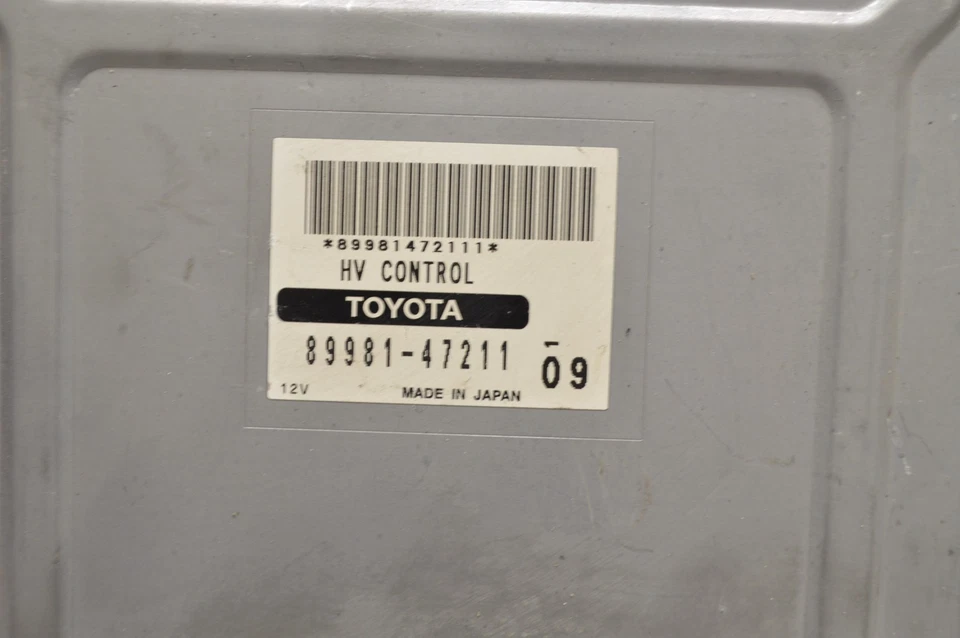 *89981472111*
HV CONTROL
TOYOTA
89981-47211
09
12V MADE IN JAPAN